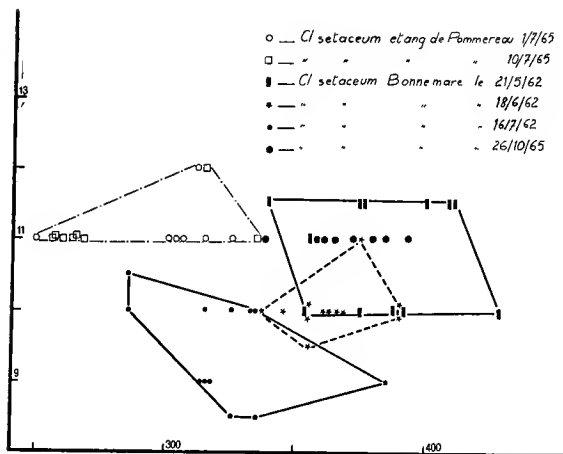 ○ — Cl setaceum etang de Pommereau 1/7/65
□ — " " " " 10/7/65
▮ — Cl setaceum Bonnemare le 21/5/62
* — " " " " 18/6/62
• — " " " " 16/7/62
● — " " " " 26/10/65
13
11
9
300
400